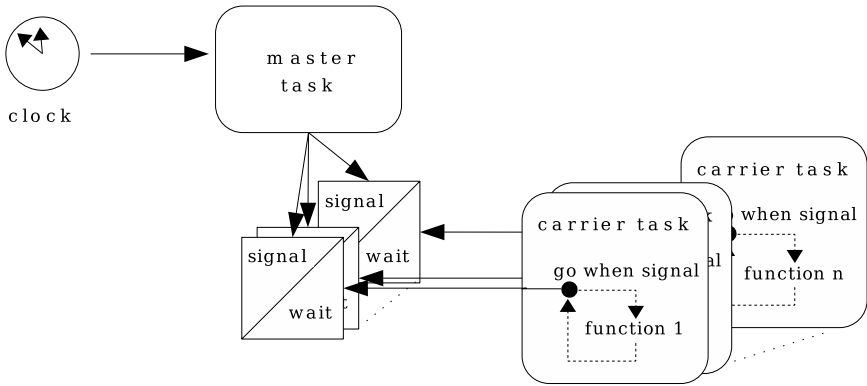 clock
master
task
signal
wait
signal
wait
carrier task
go when signal
function 1
carrier task
when signal
function n